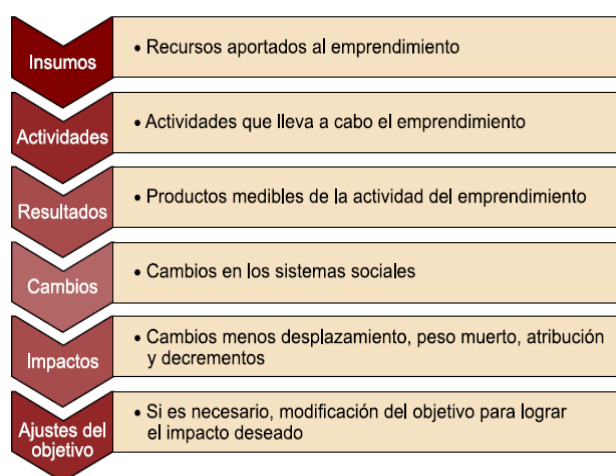 Insumos
• Recursos aportados al emprendimiento
Actividades
• Actividades que lleva a cabo el emprendimiento
Resultados
• Productos medibles de la actividad del emprendimiento
Cambios
• Cambios en los sistemas sociales
Impactos
• Cambios menos desplazamiento, peso muerto, atribución
y decrementos
Ajustes del
objetivo
• Si es necesario, modificación del objetivo para lograr
el impacto deseado